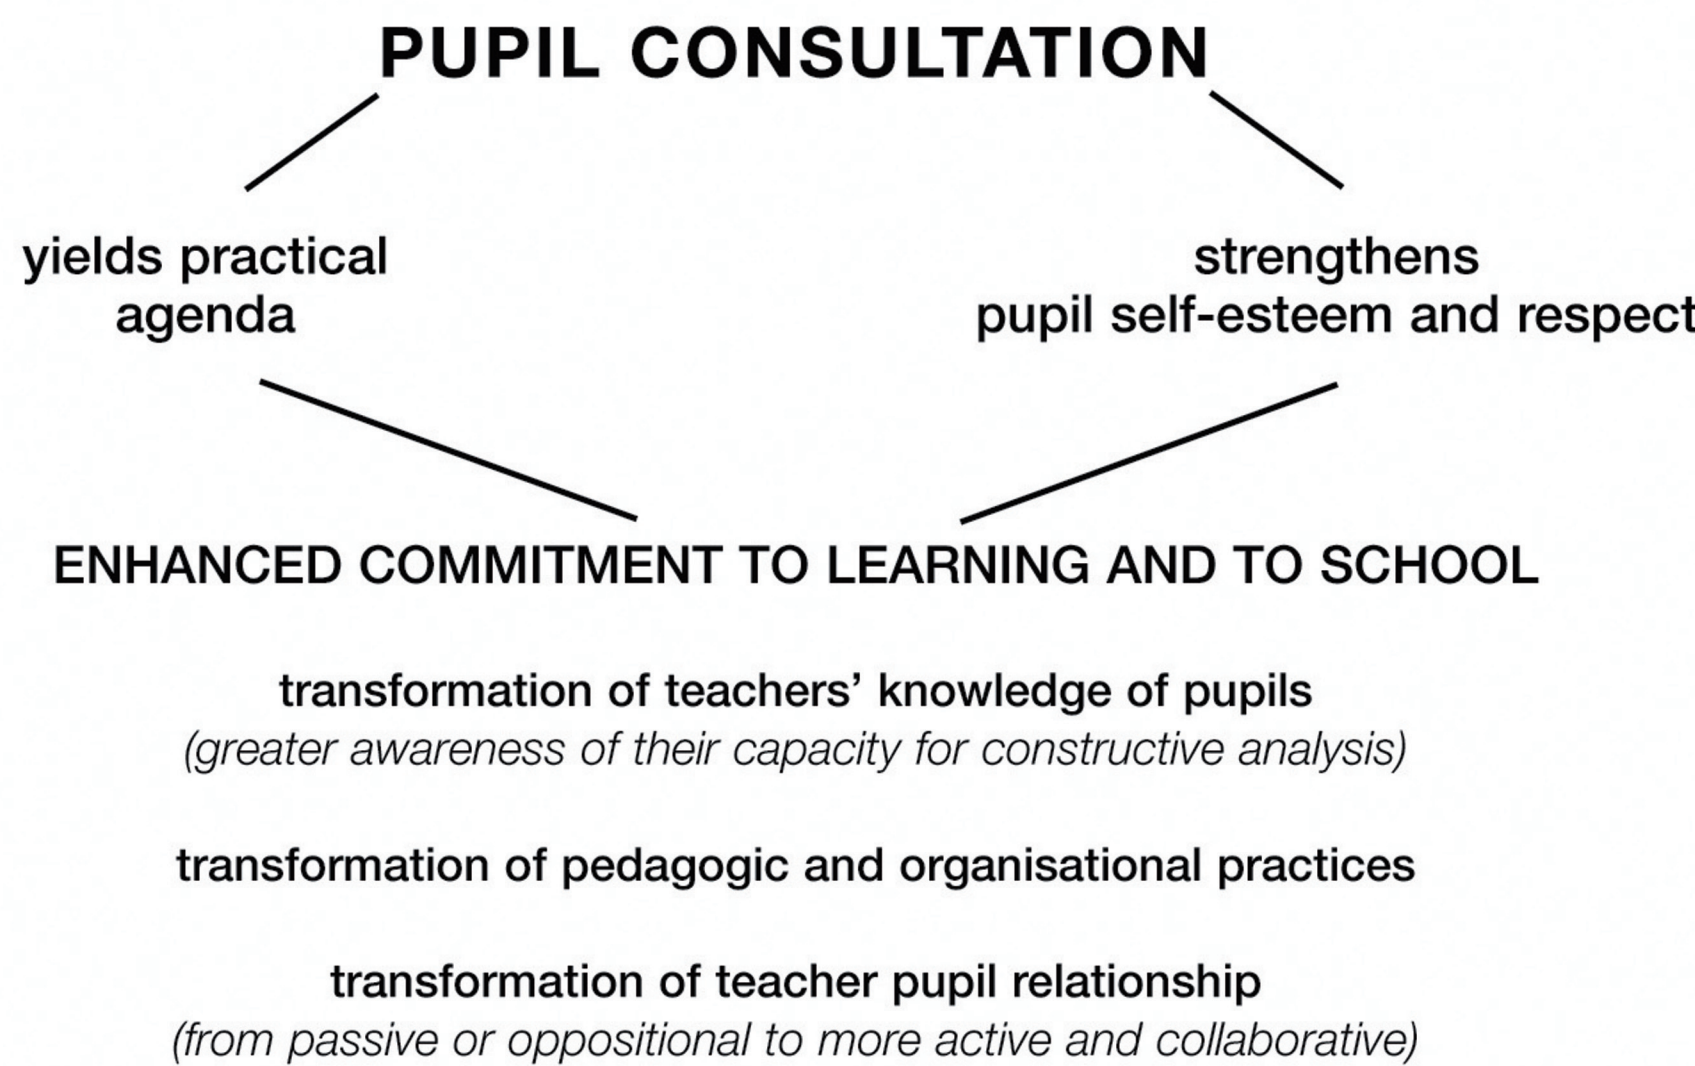 PUPIL CONSULTATION
yields practical
agenda
strengthens
pupil self-esteem and respect
ENHANCED COMMITMENT TO LEARNING AND TO SCHOOL
transformation of teachers’ knowledge of pupils
(greater awareness of their capacity for constructive analysis)
transformation of pedagogic and organisational practices
transformation of teacher pupil relationship
(from passive or oppositional to more active and collaborative)